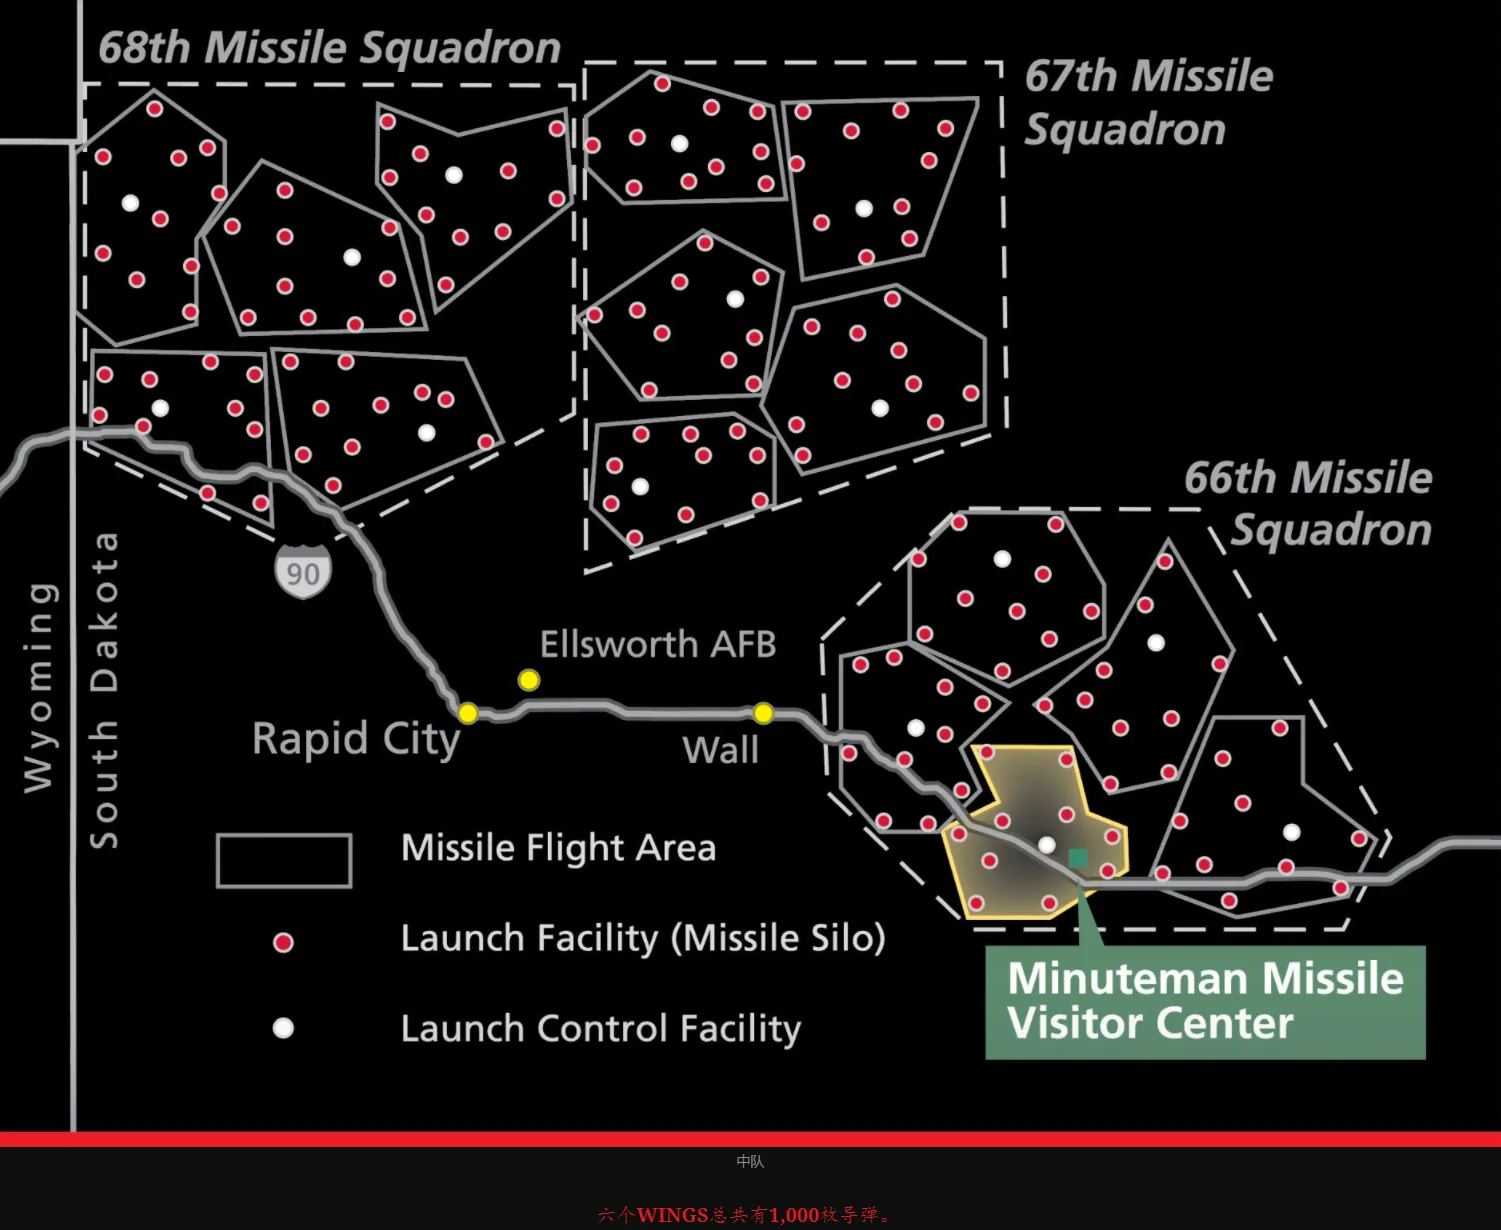 68th Missile Squadron
67th Missile
Squadron
66th Missile
Squadron
90
Wyoming
South Dakota
Ellsworth AFB
Rapid City
Wall
Missile Flight Area
Launch Facility (Missile Silo)
Launch Control Facility
Minuteman Missile
Visitor Center
中队
六个WINGS总共有1,000枚导弹。